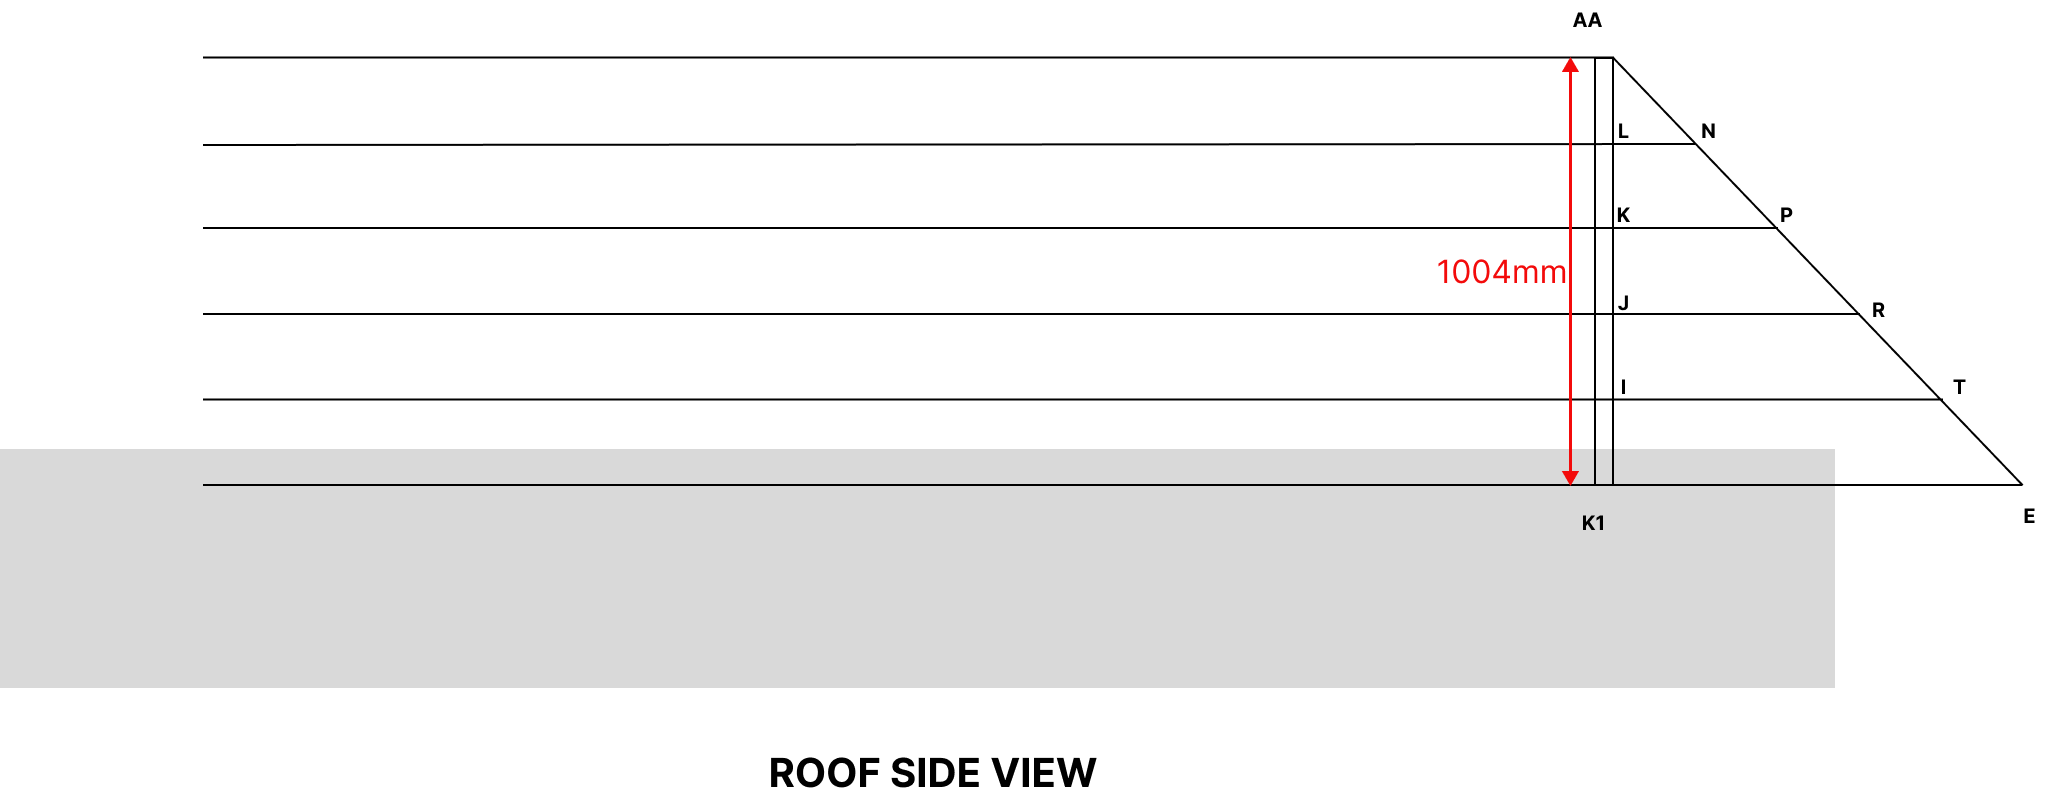 AA
L N
K P
1004mm
J R
I T
K1 E
ROOF SIDE VIEW